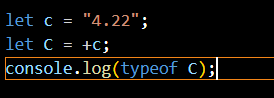 let c = "4.22";
let C = +c;
console.log(typeof C);